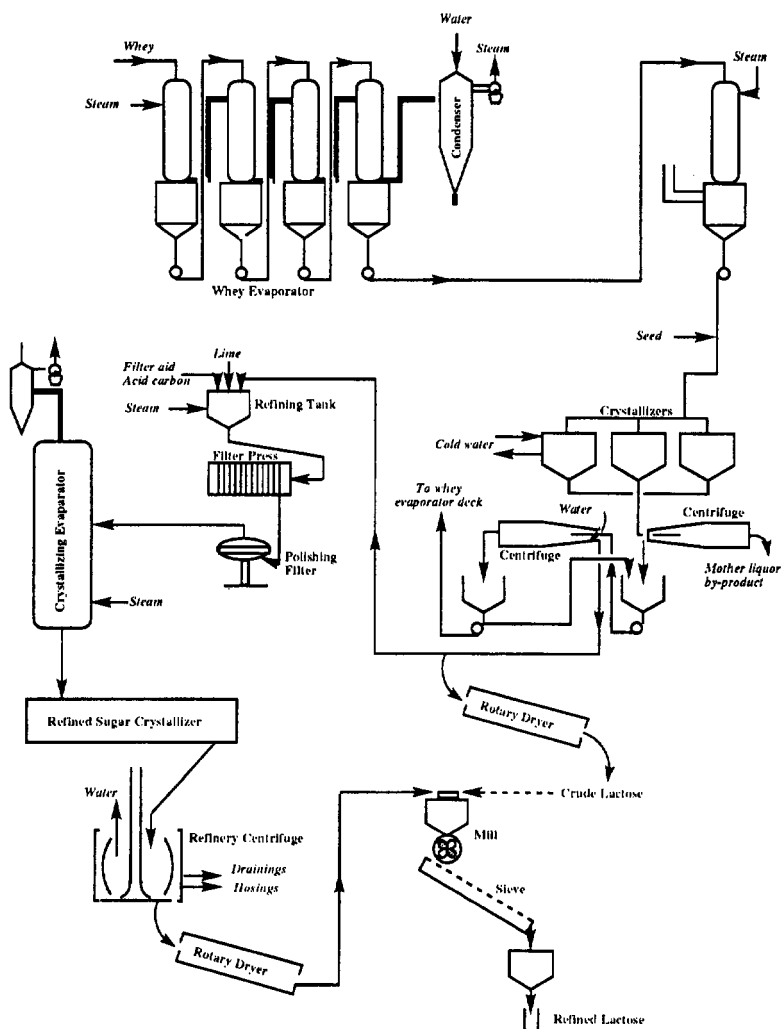 Water
Whey
Steam
Steam
Steam
Condenser
Whey Evaporator
Seed
Lime
Filter aid
Acid carbon
Steam
Refining Tank
Crystallizers
Cold water
Filter Press
To whey
evaporator deck
Water
Centrifuge
Centrifuge
Mother liquor
by-product
Polishing
Filter
Crystallizing Evaparator
Steam
Refined Sugar Crystallizer
Rotary Dryer
Crude Lactose
Water
Mill
Refinery Centrifuge
Drainings
Hosings
Sieve
Rotary Dryer
Refined Lactose